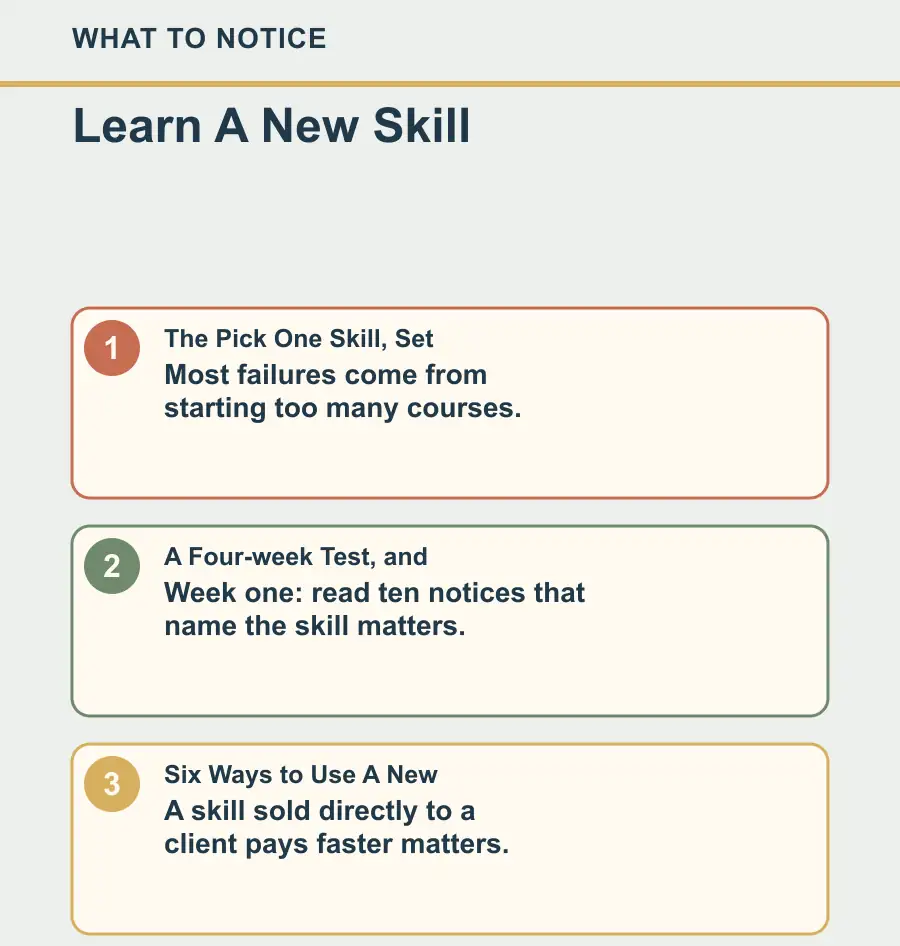 WHAT TO NOTICE
Learn A New Skill
1
The Pick One Skill, Set
Most failures come from
starting too many courses.
2
A Four-week Test, and
Week one: read ten notices that
name the skill matters.
3
Six Ways to Use A New
A skill sold directly to a
client pays faster matters.